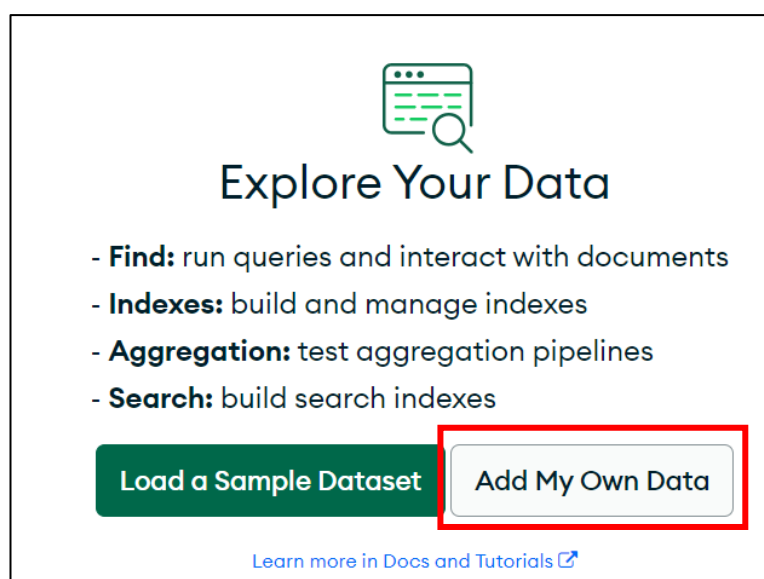 Explore Your Data
- Find: run queries and interact with documents
- Indexes: build and manage indexes
- Aggregation: test aggregation pipelines
- Search: build search indexes
Load a Sample Dataset Add My Own Data
Learn more in Docs and Tutorials